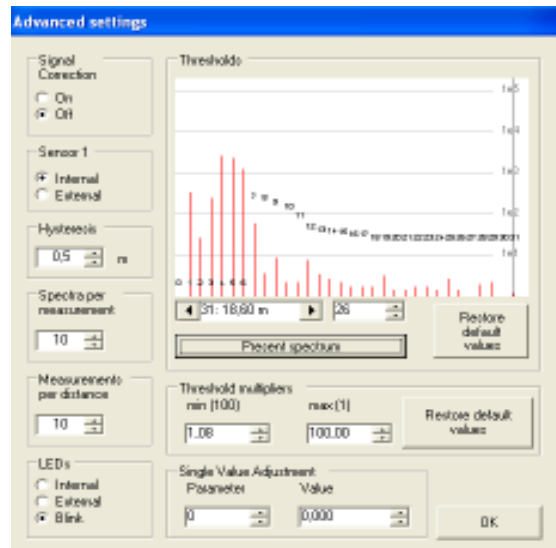 Advanced settings
Signal
Correction
On
Off
Sensor 1
Internal
External
Hysteresis
0,5 m
Spectra per
measurement
10
Measurements
per distance
10
LEDs
Internal
External
Blink
Thresholds
1e5
1e4
1e2
1e1
0 1 2 3 4 5 6
7 8 9 10
11
31: 18,60 m
26
Present spectrum
Restore
default
values
Threshold multipliers
min (100)
max (1)
1.08
100.00
Restore default
values
Single Value Adjustment
Parameter
Value
0
0,000
OK